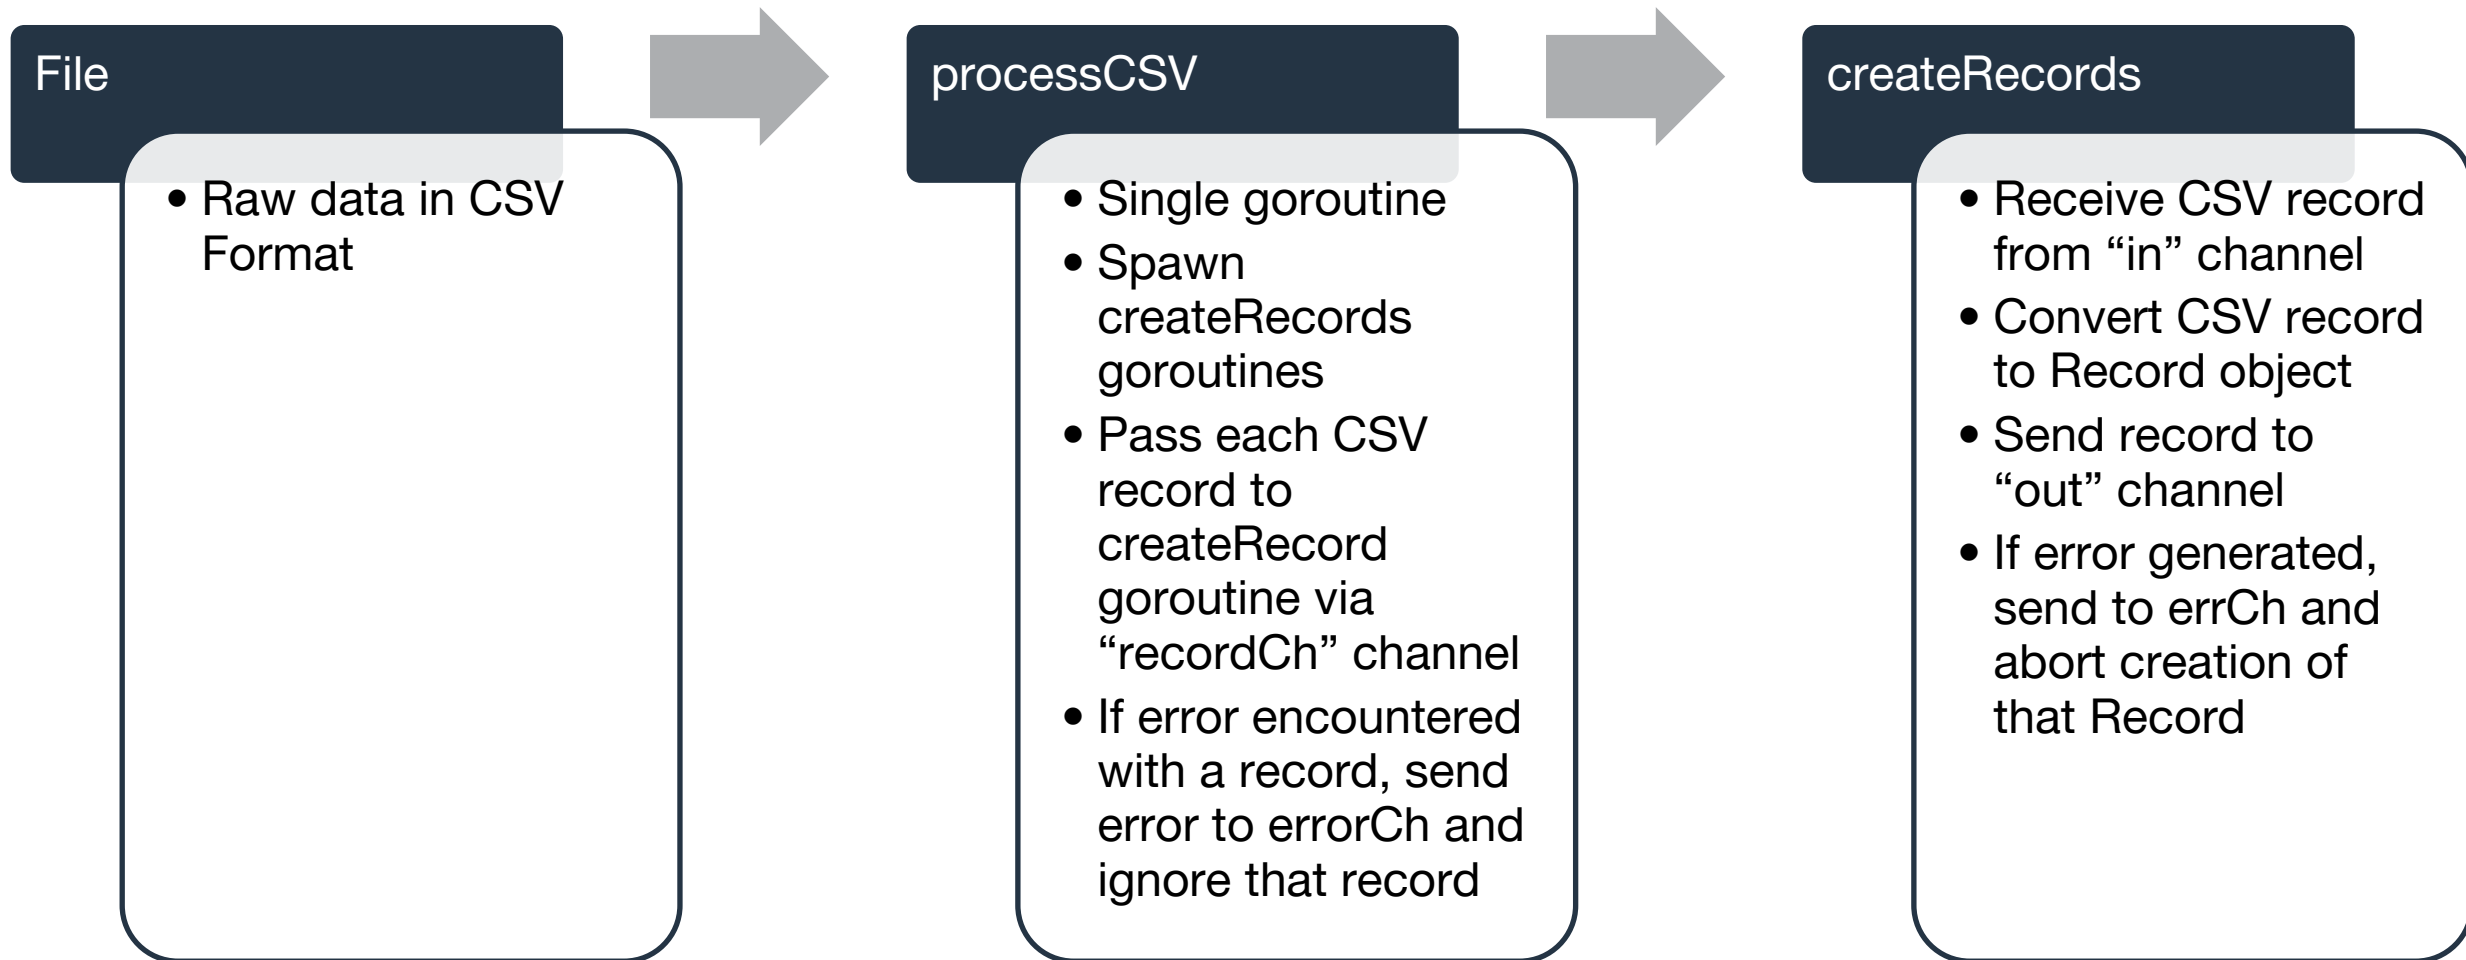 File
• Raw data in CSV
Format
processCSV
• Single goroutine
• Spawn
createRecords
goroutines
• Pass each CSV
record to
createRecord
goroutine via
“recordCh” channel
• If error encountered
with a record, send
error to errorCh and
ignore that record
createRecords
• Receive CSV record
from “in” channel
• Convert CSV record
to Record object
• Send record to
“out” channel
• If error generated,
send to errCh and
abort creation of
that Record